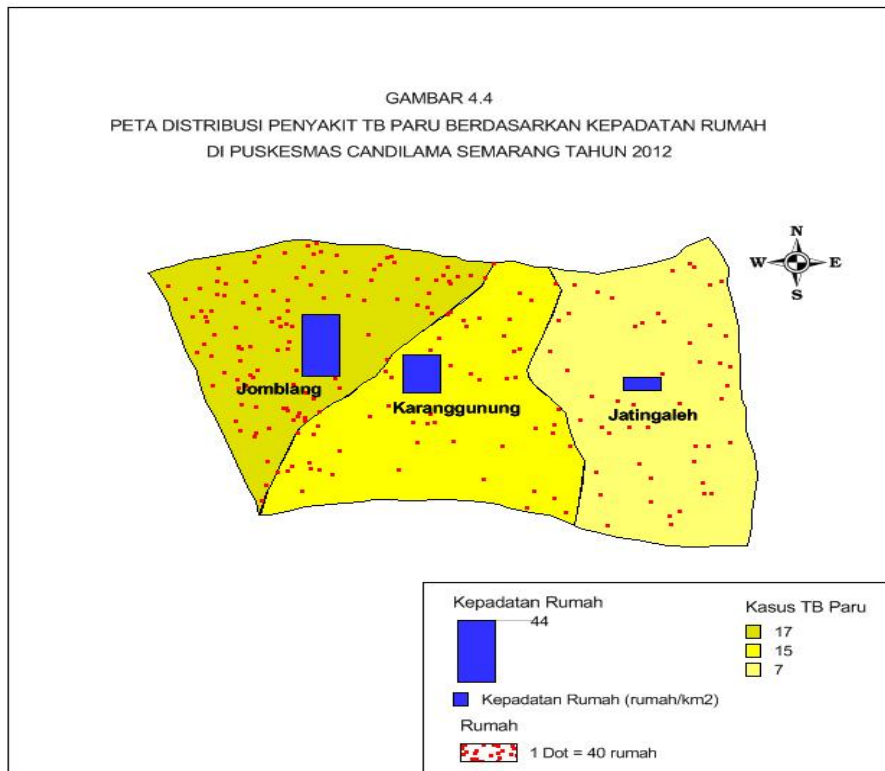 GAMBAR 4.4
PETA DISTRIBUSI PENYAKIT TB PARU BERDASARKAN KEPADATAN RUMAH
DI PUSKESMAS CANDILAMA SEMARANG TAHUN 2012
N
W E
S
Jomblang
Karanggunung
Jatingaleh
Kepadatan Rumah
44
Kepadatan Rumah (rumah/km2)
Rumah
1 Dot = 40 rumah
Kasus TB Paru
17
15
7